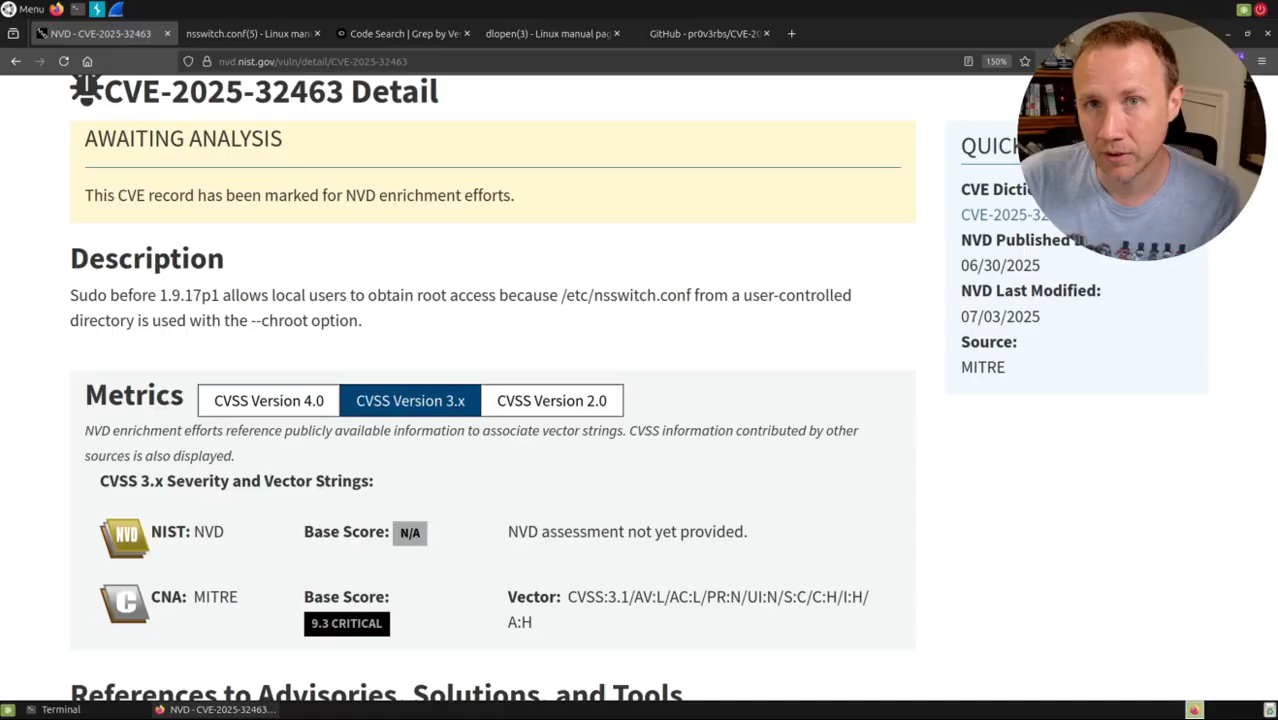 Menu
NVD - CVE-2025-32463
nsswitch.conf(5) - Linux man
Code Search | Grep by Ve
dlopen(3) - Linux manual pag
GitHub - pr0v3rbs/CVE-20
nvd.nist.gov/vuln/detail/CVE-2025-32463
150%
CVE-2025-32463 Detail
AWAITING ANALYSIS
This CVE record has been marked for NVD enrichment efforts.
Description
Sudo before 1.9.17p1 allows local users to obtain root access because /etc/nsswitch.conf from a user-controlled
directory is used with the --chroot option.
Metrics
CVSS Version 4.0
CVSS Version 3.x
CVSS Version 2.0
NVD enrichment efforts reference publicly available information to associate vector strings. CVSS information contributed by other
sources is also displayed.
CVSS 3.x Severity and Vector Strings:
NVD
NIST: NVD
Base Score: N/A
NVD assessment not yet provided.
C
CNA: MITRE
Base Score:
9.3 CRITICAL
Vector: CVSS:3.1/AV:L/AC:L/PR:N/UI:N/S:C/C:H/I:H/
A:H
References to Advisories, Solutions, and Tools
QUICK
CVE Dictio
CVE-2025-32
NVD Published
06/30/2025
NVD Last Modified:
07/03/2025
Source:
MITRE
Terminal
NVD - CVE-2025-32463...